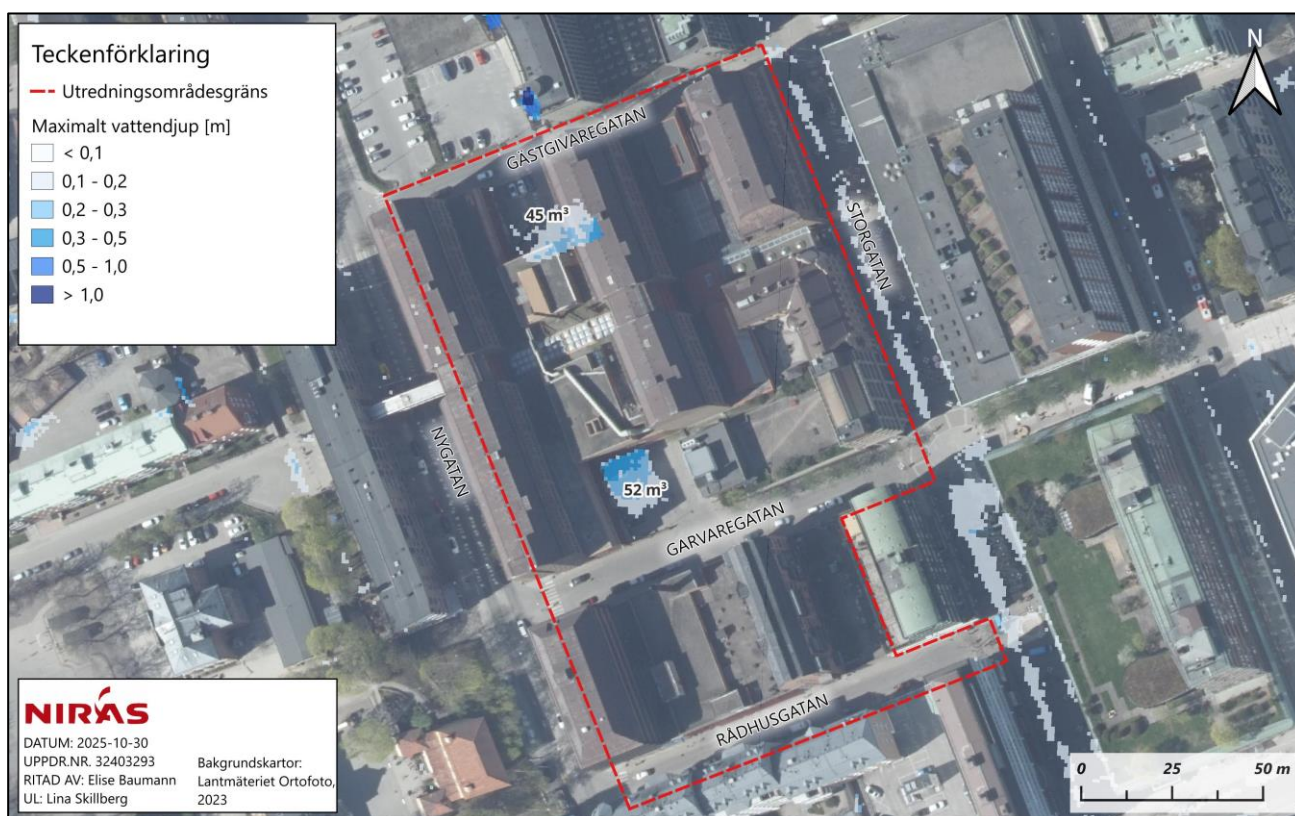 Teckenförklaring
Utredningsområdesgräns
Maximalt vattendjup [m]
< 0,1
0,1 - 0,2
0,2 - 0,3
0,3 - 0,5
0,5 - 1,0
> 1,0
N
GÄSTGIVAREGATAN
45 m³
STORGATAN
NYGATAN
52 m³
GARVAREGATAN
RÅDHUSGATAN
NIRÁS
DATUM: 2025-10-30
UPPDR.NR. 32403293
RITAD AV: Elise Baumann
UL: Lina Skillberg
Bakgrundskartor:
Lantmäteriet Ortofoto,
2023
0 25 50 m